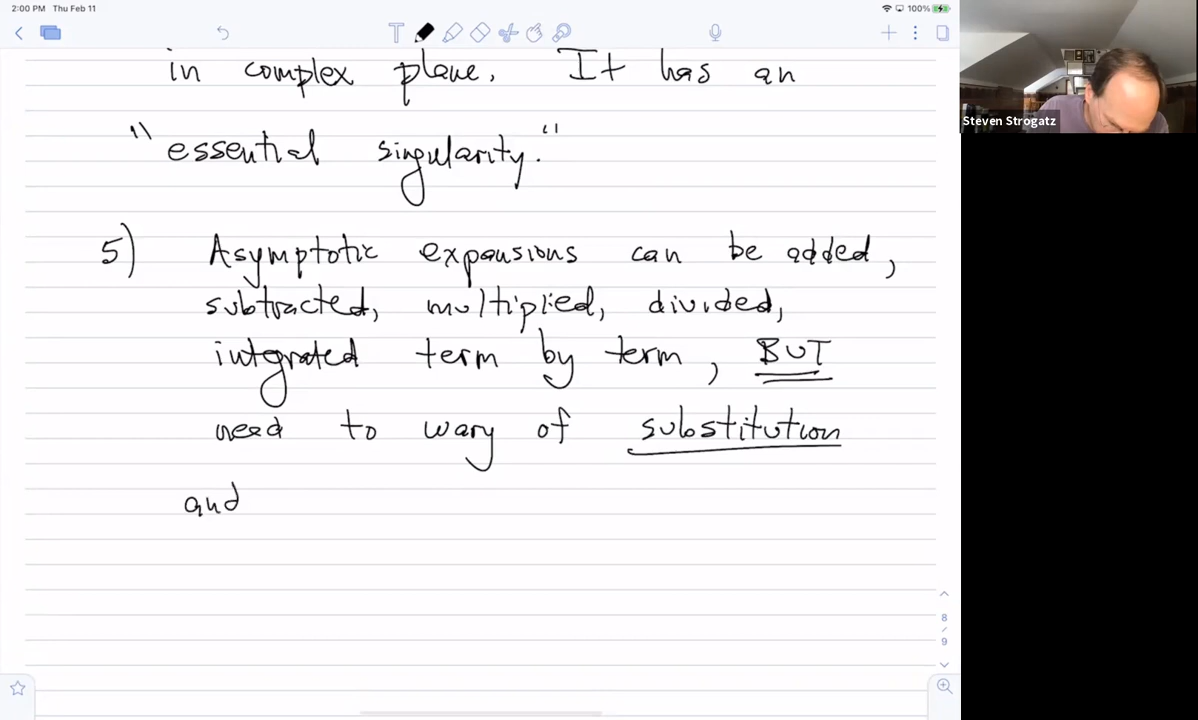 2:00 PM Thu Feb 11
100%
in complex plane. It has an
"essential singularity."
Steven Strogatz
5) Asymptotic expansions can be added,
subtracted, multiplied, divided,
integrated term by term, BUT
need to wary of substitution
and
8
9